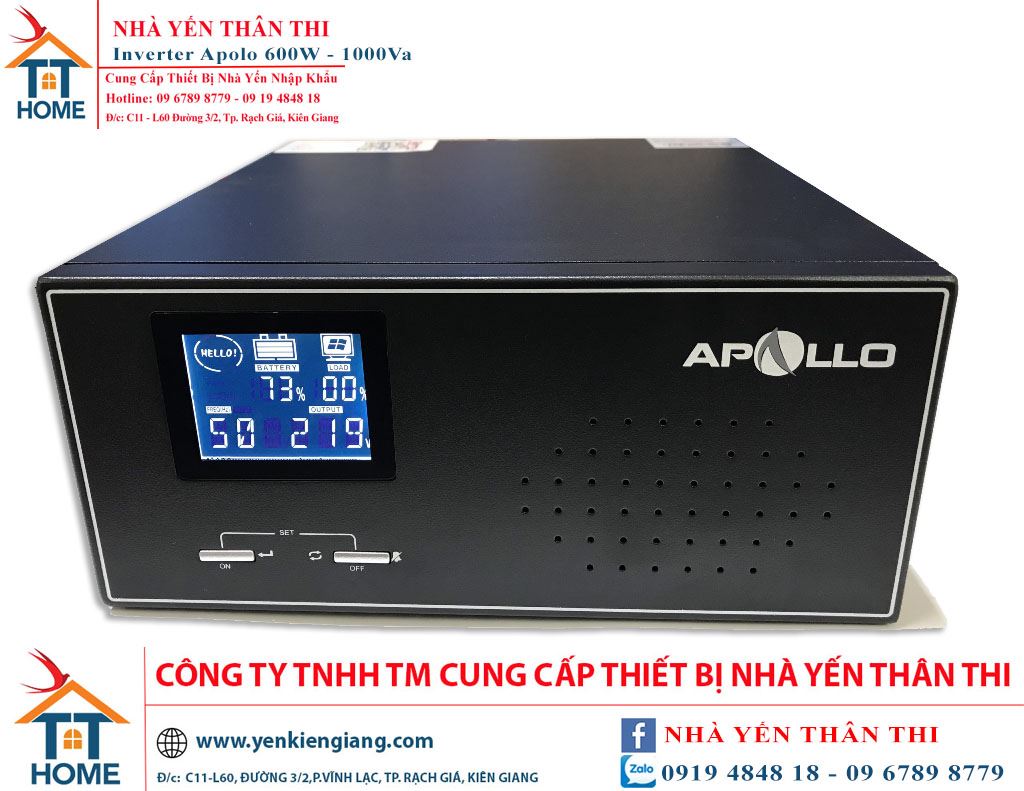 NHÀ YẾN THÂN THI
Inverter Apolo 600W - 1000Va
Cung Cấp Thiết Bị Nhà Yến Nhập Khẩu
Hotline: 09 6789 8779 - 09 19 4848 18
Đ/c: C11 - L60 Đường 3/2, Tp. Rạch Giá, Kiên Giang
TT
HOME
HELLO!
BATTERY LOAD
73% 00%
OUTPUT
50 219V
APOLLO
SET
ON OFF
TT
HOME
CÔNG TY TNHH TM CUNG CẤP THIẾT BỊ NHÀ YẾN THÂN THI
www.yenkiengiang.com
NHÀ YẾN THÂN THI
Đ/c: C11-L60, ĐƯỜNG 3/2,P.VĨNH LẠC, TP. RẠCH GIÁ, KIÊN GIANG
Zalo 0919 4848 18 - 09 6789 8779